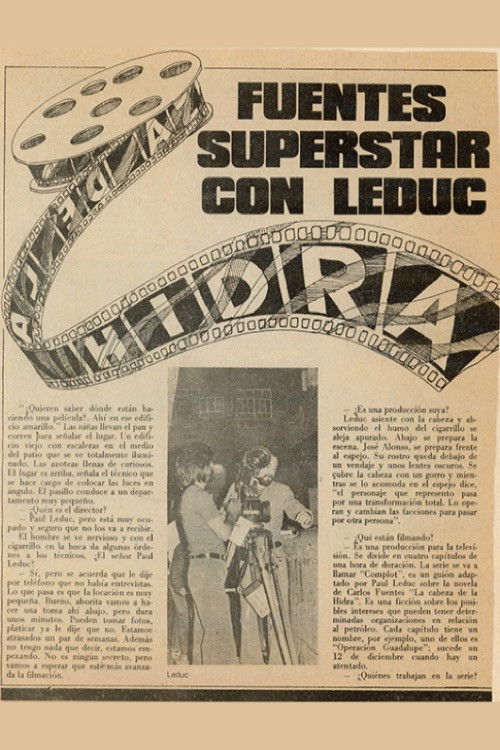 FUENTES
SUPERSTAR
CON LEDUC
HIDRA
"¿Quieren saber dónde están ha-
ciendo una película?. Ahí en ese edifi-
cio amarillo." Las niñas llevan el pan y
corren para señalar el lugar. Un edifi-
cio viejo con escaleras en el medio
del patio que se ve totalmente ilumi-
nado. Las azoteas llenas de curiosos.
El lugar es arriba, señala el técnico que
se hace cargo de colocar las luces en
ángulo. El pasillo conduce a un depar-
tamento muy pequeño.
¿Quién es el director?
— Paul Leduc, pero está muy ocu-
pado y seguro que no los va a recibir.
El hombre se ve nervioso y con el
cigarrillo en la boca da algunas órde-
nes a los técnicos. ¿El señor Paul
Leduc?
— Sí, pero se acuerda que le dije
por teléfono que no había entrevistas.
Lo que pasa es que la location es muy
pequeña. Bueno, ahorita vamos a ha-
cer una toma ahí abajo, pero dura
unos minutos. Pueden tomar fotos,
platicar ya le dije que no. Estamos
atrasados un par de semanas. Además
no tengo nada que decir, estamos em-
pezando. No es ningún secreto, pero
vamos a esperar que esté más avanza-
da la filmación.
Leduc
— ¿Es una producción suya?
Leduc asiente con la cabeza y ab-
sorviendo el humo del cigarrillo se
aleja apurado. Abajo se prepara la
escena. José Alonso, se prepara frente
al espejo. Su rostro queda debajo de
un vendaje y unos lentes oscuros. Se
cubre la cabeza con un gorro y mien-
tras se lo acomoda en el espejo dice,
"el personaje que represento pasa
por una transformación total. Lo ope-
ran y cambian las facciones para pasar
por otra persona".
— ¿Qué están filmando?
— Es una producción para la televi-
sión. Se divide en cuatro capítulos de
una hora de duración. La serie se va a
llamar "Complot", es un guión adap-
tado por Paul Leduc sobre la novela
de Carlos Fuentes "La cabeza de la
Hidra". Es una ficción sobre los posi-
bles intereses que pueden tener deter-
minadas organizaciones en relación
al petróleo. Cada capítulo tiene un
nombre, por ejemplo, uno de ellos es
"Operación Guadalupe"; sucede un
12 de diciembre cuando hay un
atentado.
— ¿Quiénes trabajan en la serie?